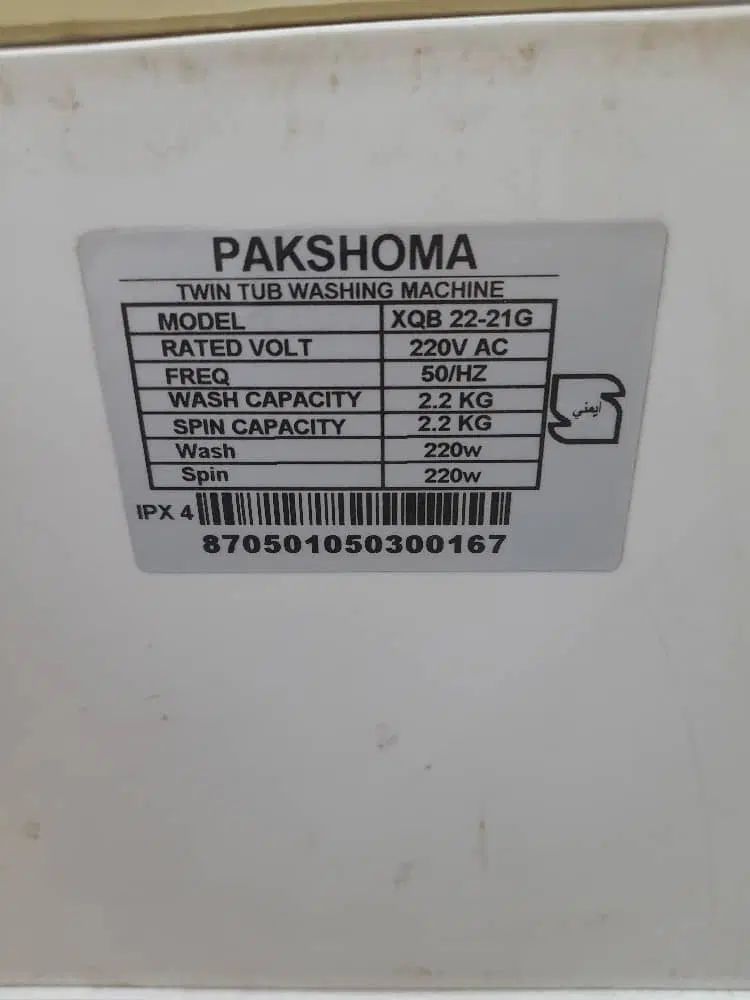 PAKSHOMA
TWIN TUB WASHING MACHINE
MODEL XQB 22-21G
RATED VOLT 220V AC
FREQ 50/HZ
WASH CAPACITY 2.2 KG
SPIN CAPACITY 2.2 KG
Wash 220w
Spin 220w
ایمني
IPX 4
870501050300167